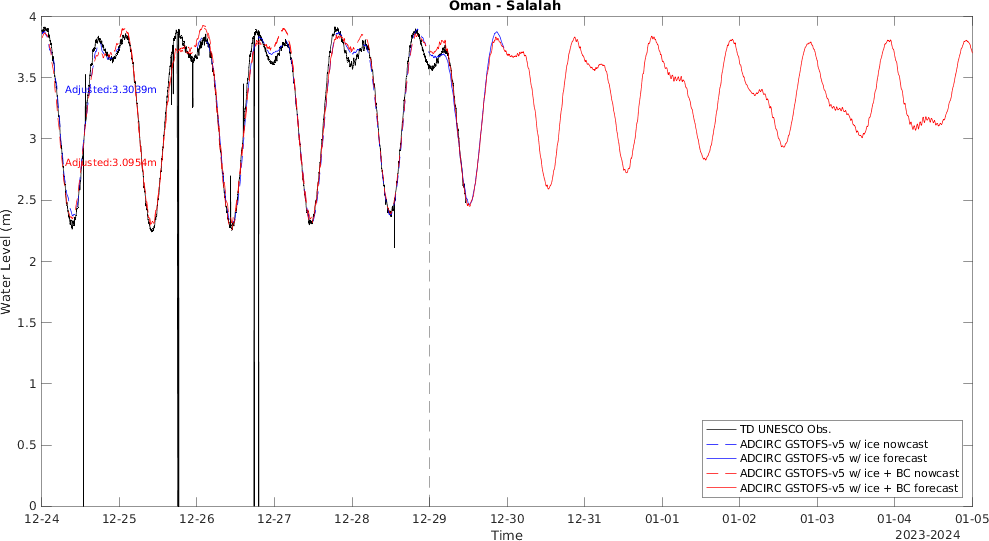 Oman - Salalah
4
3.5
3
2.5
2
1.5
1
0.5
0
Water Level (m)
Adjusted:3.3039m
Adjusted:3.0954m
TD UNESCO Obs.
ADCIRC GSTOFS-v5 w/ ice nowcast
ADCIRC GSTOFS-v5 w/ ice forecast
ADCIRC GSTOFS-v5 w/ ice + BC nowcast
ADCIRC GSTOFS-v5 w/ ice + BC forecast
12-24 12-25 12-26 12-27 12-28 12-29 12-30 12-31 01-01 01-02 01-03 01-04 01-05
Time
2023-2024